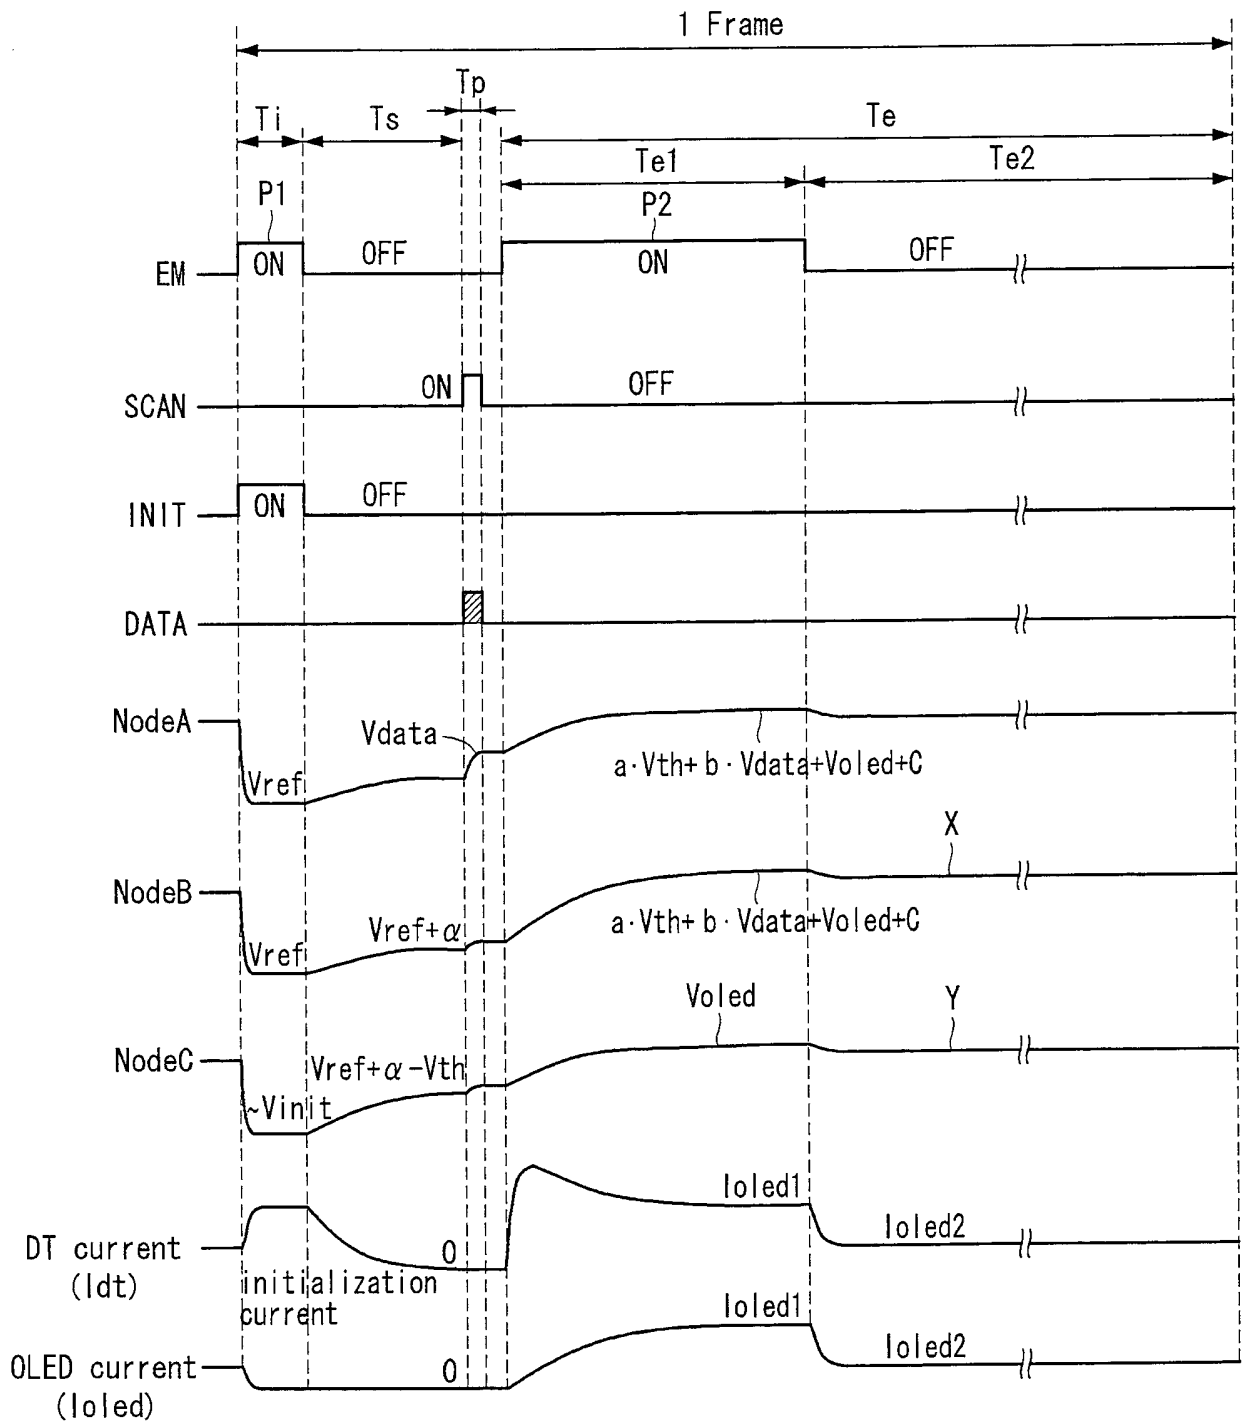 1 Frame
Tp
Ti
Ts
Te
Te1
Te2
P1
P2
EM
ON
OFF
ON
OFF
SCAN
ON
OFF
INIT
ON
OFF
DATA
NodeA
Vref
Vdata
a·Vth+b·Vdata+Voled+C
X
NodeB
Vref
Vref+α
a·Vth+b·Vdata+Voled+C
Voled
Y
NodeC
~Vinit
Vref+α-Vth
DT current
(Idt)
initialization
current
0
Ioled1
Ioled2
OLED current
(Ioled)
0
Ioled1
Ioled2